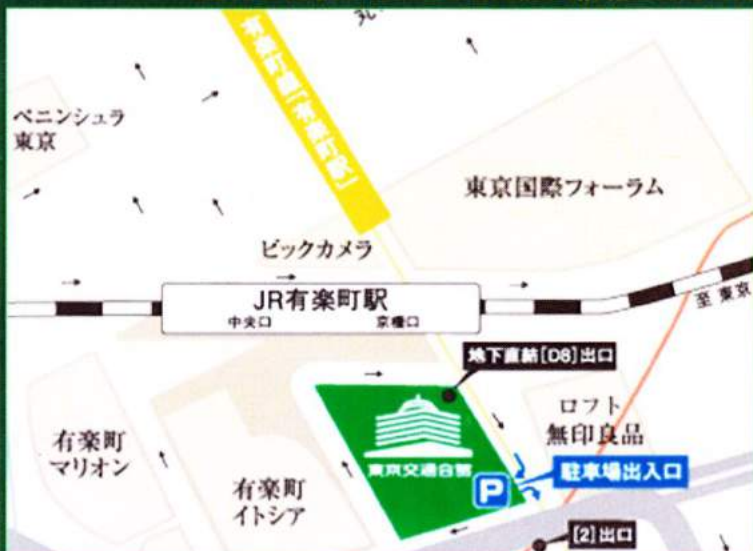 ペニンシュラ
東京
有楽町線「有楽町駅」
東京国際フォーラム
ビックカメラ
JR有楽町駅
中央口
京橋口
至 東京
地下直結[D8]出口
ロフト
無印良品
有楽町
マリオン
有楽町
イトシア
東京交通会館
P
駐車場出入口
[2]出口